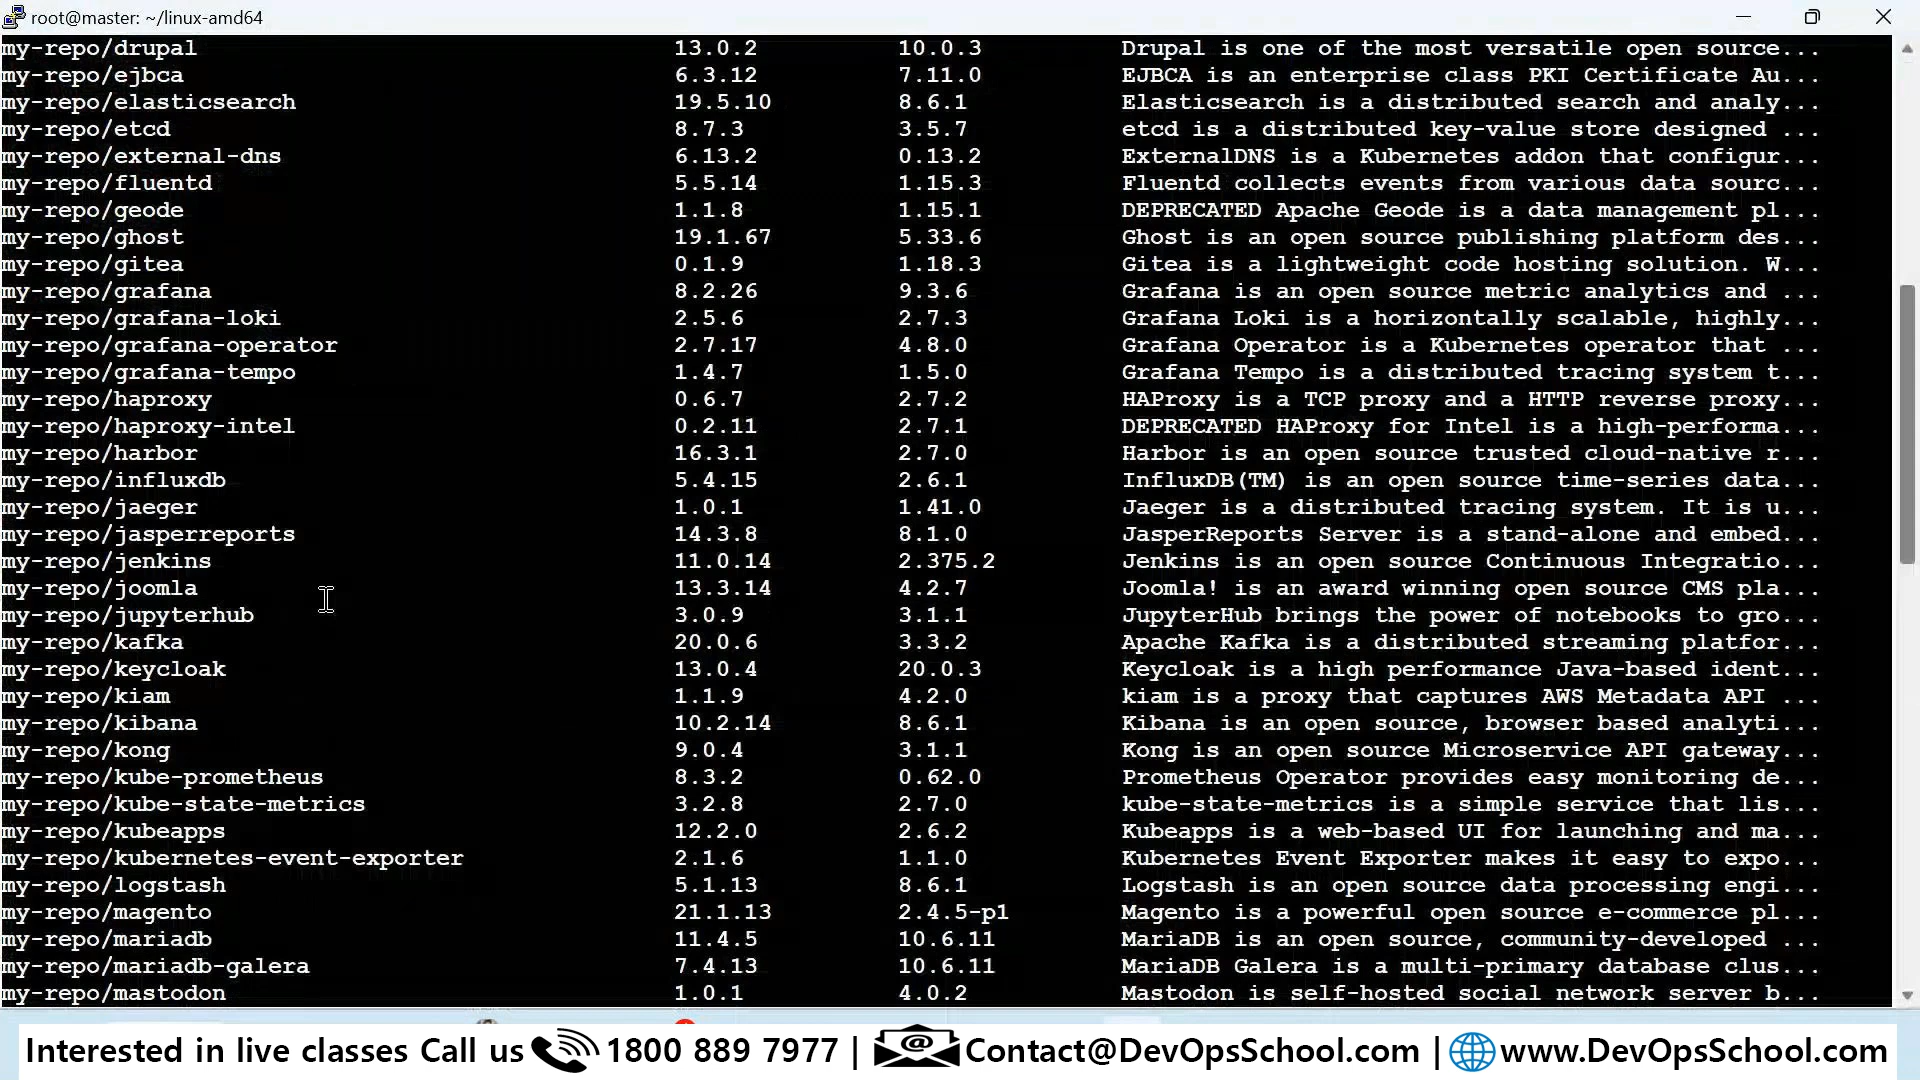 root@master: ~/linux-amd64
my-repo/drupal 13.0.2 10.0.3 Drupal is one of the most versatile open source...
my-repo/ejbca 6.3.12 7.11.0 EJBCA is an enterprise class PKI Certificate Au...
my-repo/elasticsearch 19.5.10 8.6.1 Elasticsearch is a distributed search and analy...
my-repo/etcd 8.7.3 3.5.7 etcd is a distributed key-value store designed ...
my-repo/external-dns 6.13.2 0.13.2 ExternalDNS is a Kubernetes addon that configur...
my-repo/fluentd 5.5.14 1.15.3 Fluentd collects events from various data sourc...
my-repo/geode 1.1.8 1.15.1 DEPRECATED Apache Geode is a data management pl...
my-repo/ghost 19.1.67 5.33.6 Ghost is an open source publishing platform des...
my-repo/gitea 0.1.9 1.18.3 Gitea is a lightweight code hosting solution. W...
my-repo/grafana 8.2.26 9.3.6 Grafana is an open source metric analytics and ...
my-repo/grafana-loki 2.5.6 2.7.3 Grafana Loki is a horizontally scalable, highly...
my-repo/grafana-operator 2.7.17 4.8.0 Grafana Operator is a Kubernetes operator that ...
my-repo/grafana-tempo 1.4.7 1.5.0 Grafana Tempo is a distributed tracing system t...
my-repo/haproxy 0.6.7 2.7.2 HAProxy is a TCP proxy and a HTTP reverse proxy...
my-repo/haproxy-intel 0.2.11 2.7.1 DEPRECATED HAProxy for Intel is a high-performa...
my-repo/harbor 16.3.1 2.7.0 Harbor is an open source trusted cloud-native r...
my-repo/influxdb 5.4.15 2.6.1 InfluxDB(TM) is an open source time-series data...
my-repo/jaeger 1.0.1 1.41.0 Jaeger is a distributed tracing system. It is u...
my-repo/jasperreports 14.3.8 8.1.0 JasperReports Server is a stand-alone and embed...
my-repo/jenkins 11.0.14 2.375.2 Jenkins is an open source Continuous Integratio...
my-repo/joomla 13.3.14 4.2.7 Joomla! is an award winning open source CMS pla...
my-repo/jupyterhub 3.0.9 3.1.1 JupyterHub brings the power of notebooks to gro...
my-repo/kafka 20.0.6 3.3.2 Apache Kafka is a distributed streaming platfor...
my-repo/keycloak 13.0.4 20.0.3 Keycloak is a high performance Java-based ident...
my-repo/kiam 1.1.9 4.2.0 kiam is a proxy that captures AWS Metadata API ...
my-repo/kibana 10.2.14 8.6.1 Kibana is an open source, browser based analyti...
my-repo/kong 9.0.4 3.1.1 Kong is an open source Microservice API gateway...
my-repo/kube-prometheus 8.3.2 0.62.0 Prometheus Operator provides easy monitoring de...
my-repo/kube-state-metrics 3.2.8 2.7.0 kube-state-metrics is a simple service that lis...
my-repo/kubeapps 12.2.0 2.6.2 Kubeapps is a web-based UI for launching and ma...
my-repo/kubernetes-event-exporter 2.1.6 1.1.0 Kubernetes Event Exporter makes it easy to expo...
my-repo/logstash 5.1.13 8.6.1 Logstash is an open source data processing engi...
my-repo/magento 21.1.13 2.4.5-p1 Magento is a powerful open source e-commerce pl...
my-repo/mariadb 11.4.5 10.6.11 MariaDB is an open source, community-developed ...
my-repo/mariadb-galera 7.4.13 10.6.11 MariaDB Galera is a multi-primary database clus...
my-repo/mastodon 1.0.1 4.0.2 Mastodon is self-hosted social network server b...
Interested in live classes Call us 1800 889 7977 | Contact@DevOpsSchool.com | www.DevOpsSchool.com